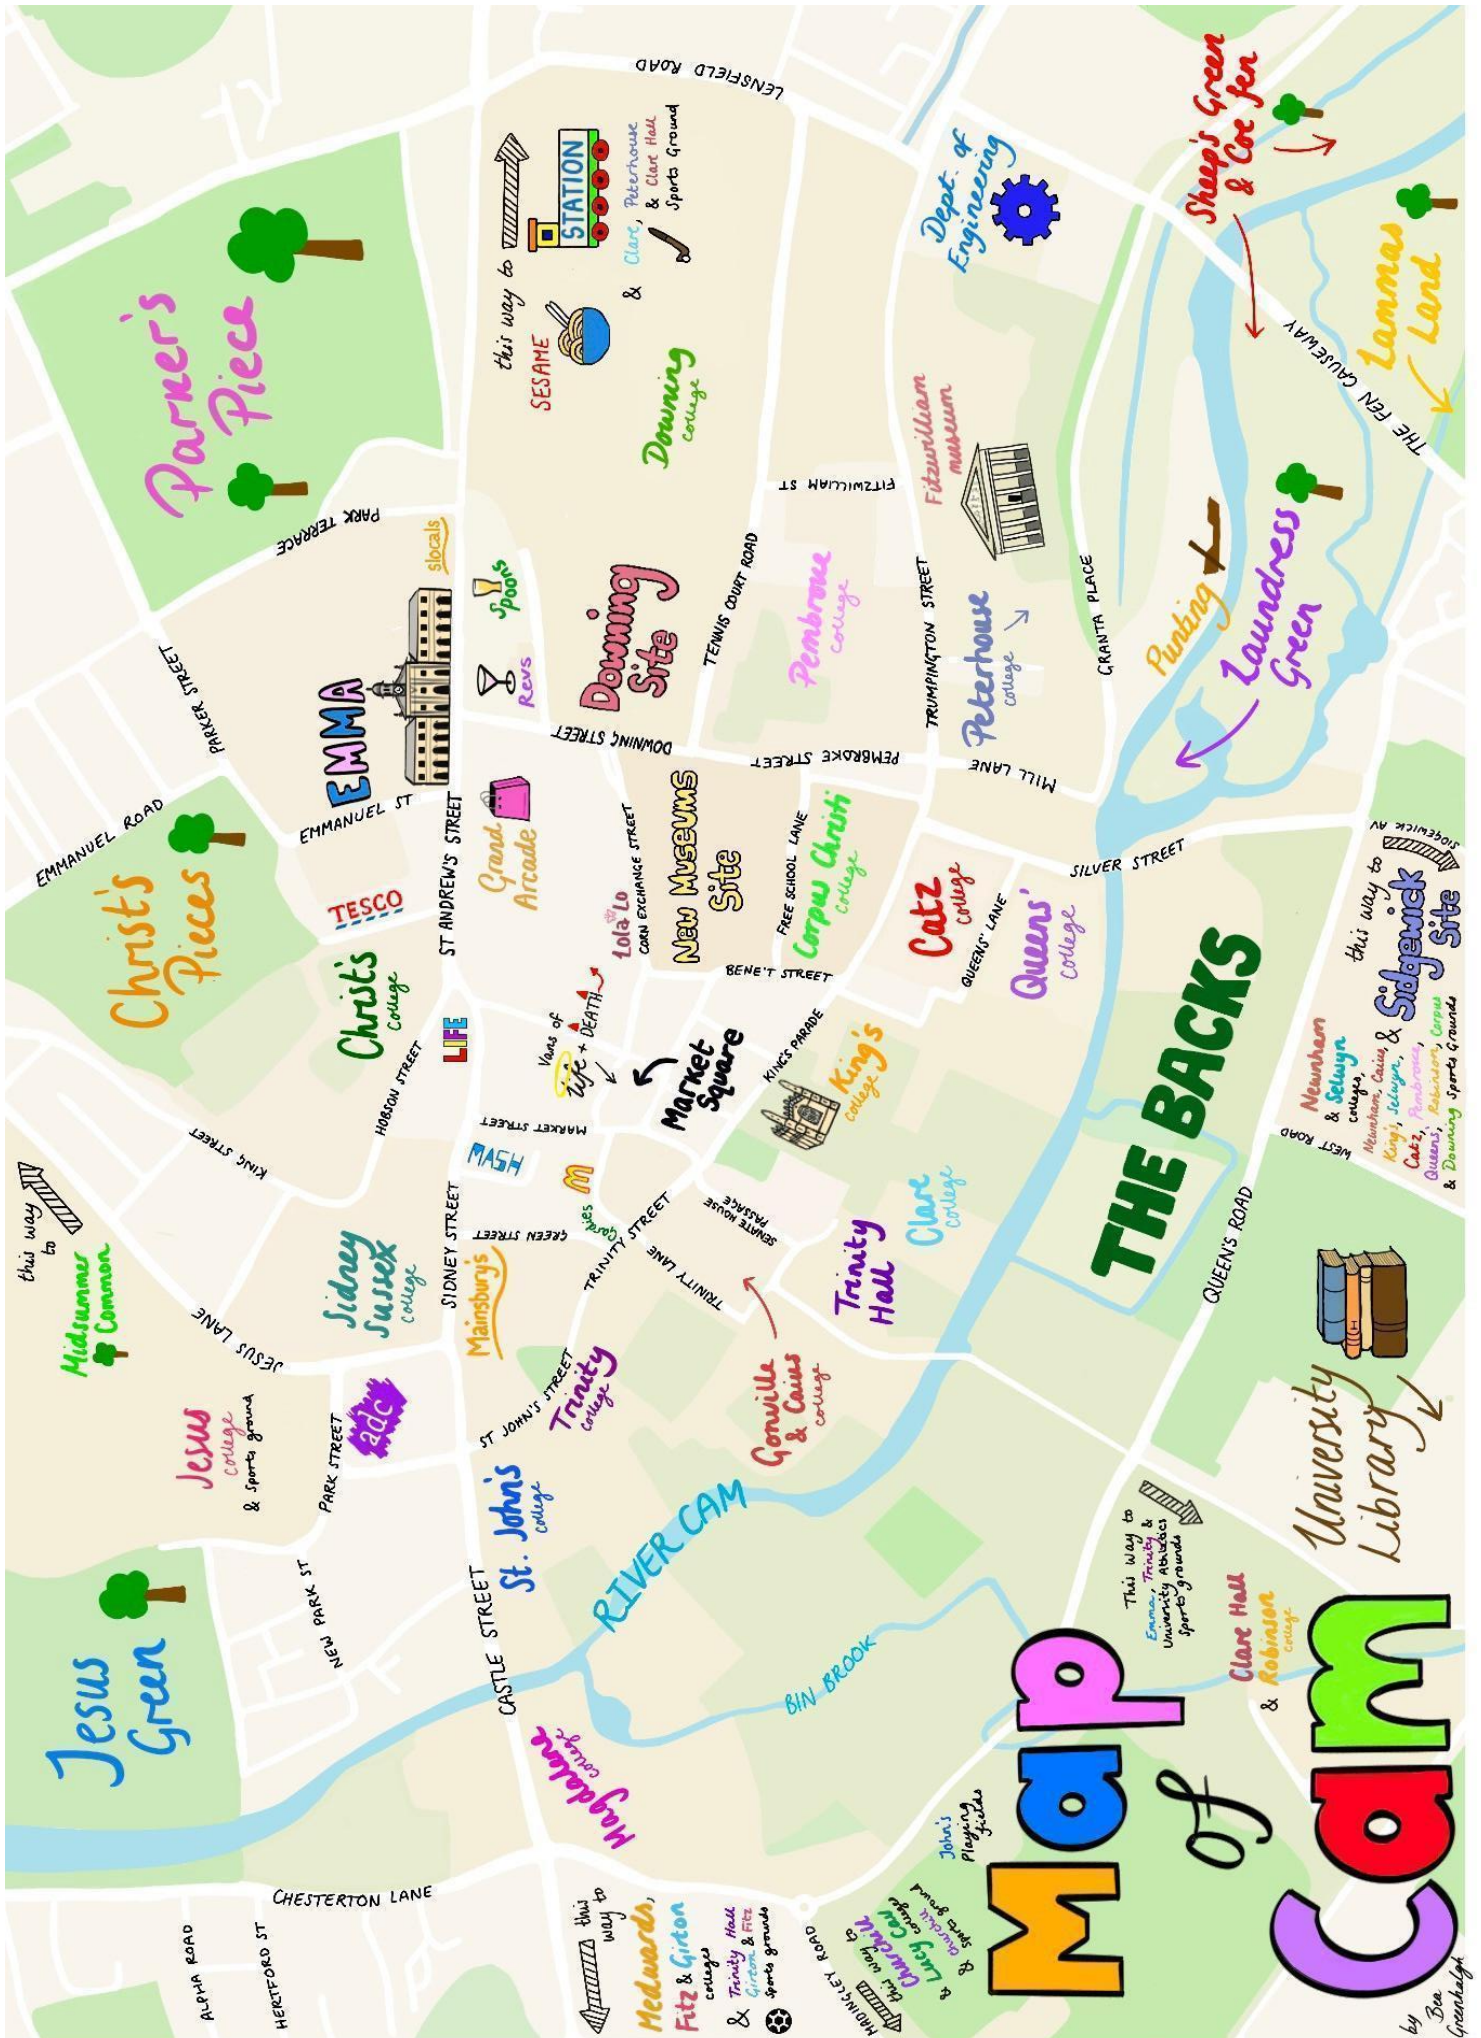 Jesus
Green
Jesus
College
& Sports ground
this way
to
Midsummer
Common
Christ's
Pieces
Parker's
Piece
ALPHA ROAD
HERTFORD ST
CHESTERTON LANE
NEW PARK ST
PARK STREET
adc
JESUS LANE
KING STREET
HOBSON STREET
EMMANUEL ROAD
EMMANUEL ST
PARKER STREET
PARK TERRACE
Sidney
Sussex
college
Christ's
College
TESCO
EMMA
slocals
LIFE
CASTLE STREET
SIDNEY STREET
ST ANDREW'S STREET
Magdalene
college
St. John's
college
ST JOHN'S STREET
Mainsbury's
GREEN STREET
MASH
MARKET STREET
Gardies
Vans of
Life + DEATH
Grand
Arcade
Revs
Spoons
this way to
SESAME
STATION
& Clare, Peterhouse
& Clare Hall
Sports Ground
LENSFIELD ROAD
this
way to
Medwards,
Fitz & Girton
colleges
& Trinity Hall
Girton & Fitz
Sports grounds
RIVER CAM
Trinity
College
TRINITY STREET
TRINITY LANE
SENATE HOUSE
PASSAGE
Market
Square
Lola Lo
CORN EXCHANGE STREET
DOWNING STREET
Downing
Site
Downing
college
New Museums
Site
BENE'T STREET
FREE SCHOOL LANE
PEMBROKE STREET
TENNIS COURT ROAD
FITZWILLIAM ST
Gonville
& Caius
college
KING'S PARADE
King's
College
Corpus Christi
College
Pembroke
college
BIN BROOK
Trinity
Hall
Clare
college
Catz
College
QUEENS' LANE
Queens'
College
TRUMPINGTON STREET
MILL LANE
Peterhouse
college
Fitzwilliam
museum
Dept. of
Engineering
MADINGLEY ROAD
this way to
Churchill
& Lucy Cav
colleges
& Churchill
Sports ground
John's
Playing
fields
SILVER STREET
GRANTA PLACE
THE BACKS
QUEEN'S ROAD
Punting
Laundress
Green
Sheep's Green
& Coe fen
THE FEN CAUSEWAY
Lammas
Land
This way to
Emma, Trinity &
University Athletics
Sports grounds
Clare Hall
& Robinson
College
University
Library
WEST ROAD
Newnham
& Selwyn
colleges,
Newnham, Caius,
King's, Selwyn,
Catz, Pembroke,
Queens', Robinson, Corpus
& Downing Sports Grounds
this way to
& Sidgewick
Site
SIDGEWICK AV
Map
of
Cam
by
Bea
Greenhalgh